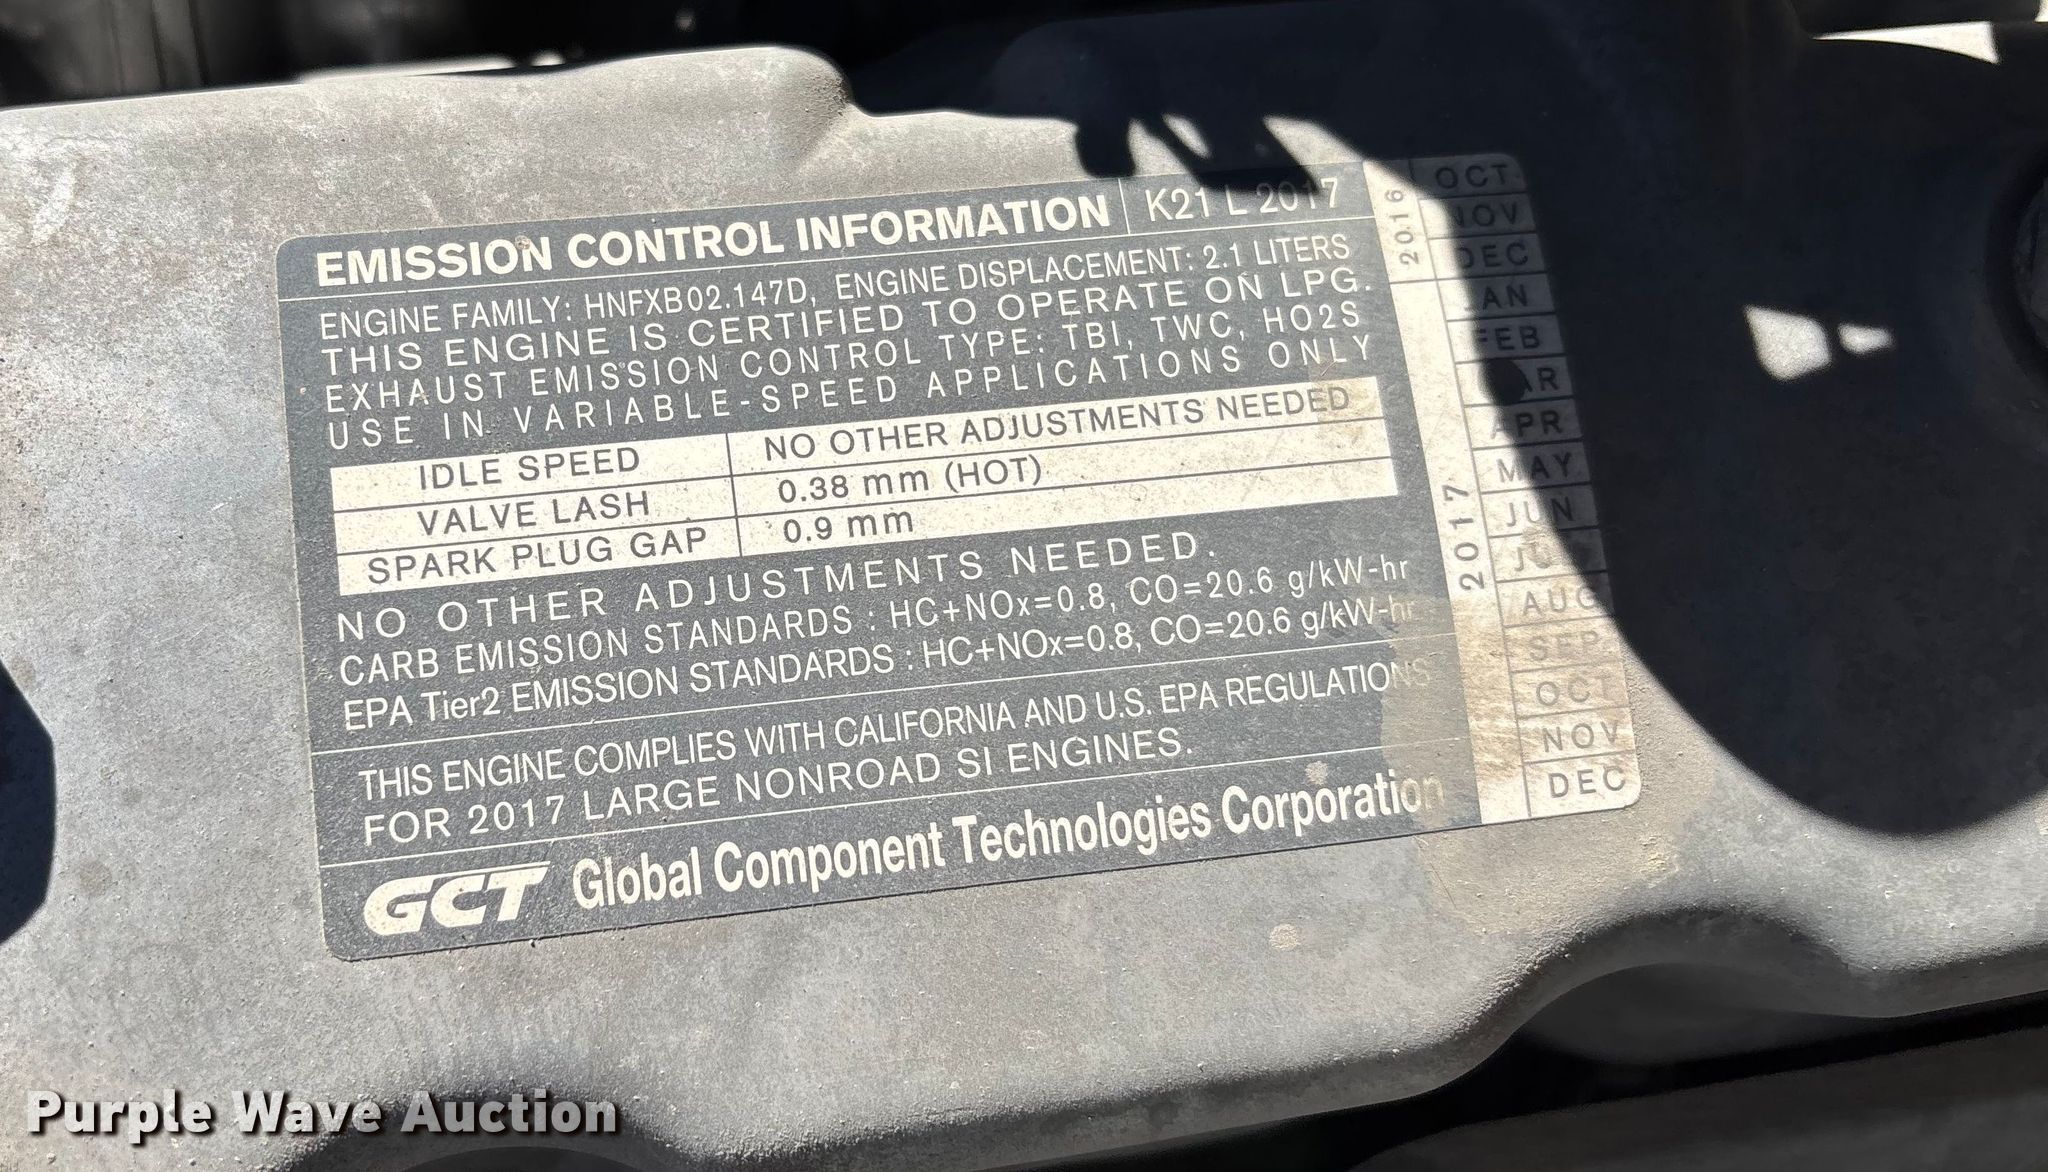 EMISSION CONTROL INFORMATION K21 L 2017
ENGINE FAMILY: HNFXB02.147D, ENGINE DISPLACEMENT: 2.1 LITERS
THIS ENGINE IS CERTIFIED TO OPERATE ON LPG.
EXHAUST EMISSION CONTROL TYPE: TBI, TWC, HO2S
USE IN VARIABLE-SPEED APPLICATIONS ONLY
IDLE SPEED NO OTHER ADJUSTMENTS NEEDED
VALVE LASH 0.38 mm (HOT)
SPARK PLUG GAP 0.9 mm
NO OTHER ADJUSTMENTS NEEDED.
CARB EMISSION STANDARDS : HC+NOx=0.8, CO=20.6 g/kW-hr
EPA Tier2 EMISSION STANDARDS : HC+NOx=0.8, CO=20.6 g/kW-hr
THIS ENGINE COMPLIES WITH CALIFORNIA AND U.S. EPA REGULATIONS
FOR 2017 LARGE NONROAD SI ENGINES.
GCT Global Component Technologies Corporation
2016
OCT.
NOV
DEC
2017
JAN
FEB
MAR
APR
MAY
JUN
JUL
AUG
SEP.
OCT
NOV
DEC
Purple Wave Auction